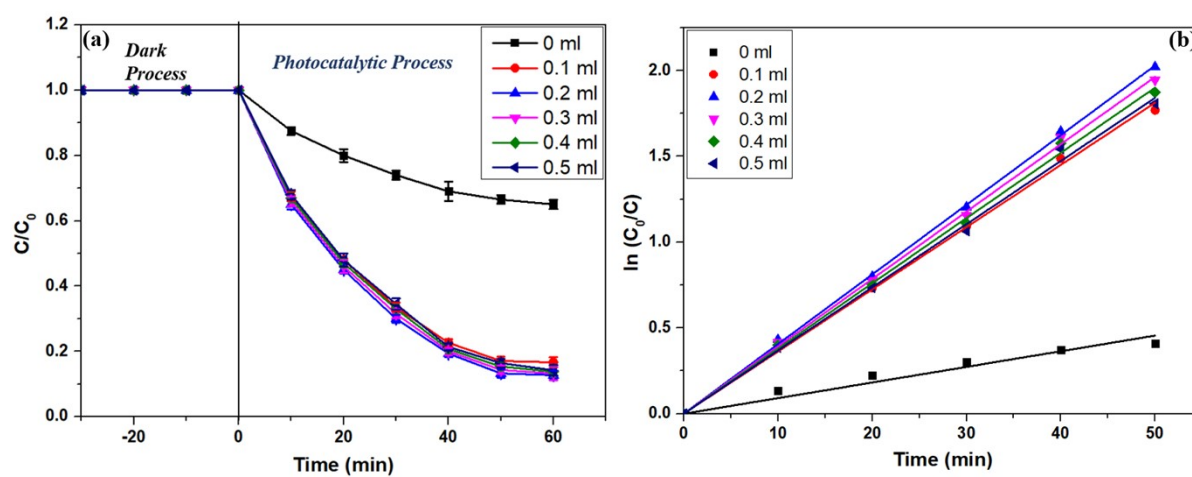 (a)
Dark
Process
Photocatalytic Process
0 ml
0.1 ml
0.2 ml
0.3 ml
0.4 ml
0.5 ml
1.2
1.0
0.8
0.6
0.4
0.2
0.0
C/C₀
-20
0
20
40
60
Time (min)
(b)
0 ml
0.1 ml
0.2 ml
0.3 ml
0.4 ml
0.5 ml
2.0
1.5
1.0
0.5
0.0
ln (C₀/C)
0
10
20
30
40
50
Time (min)